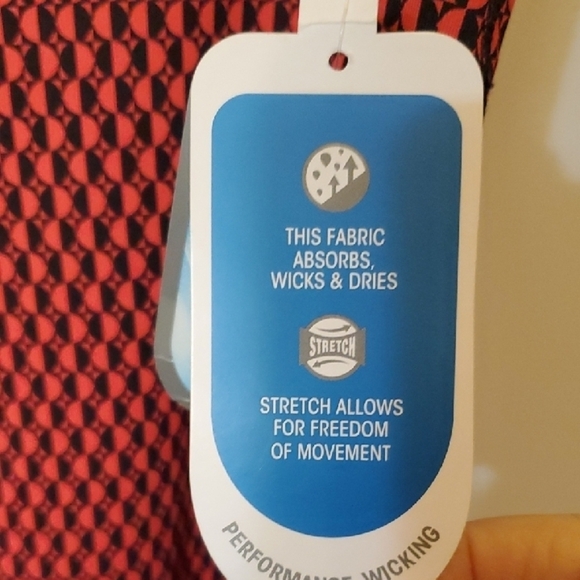 THIS FABRIC
ABSORBS,
WICKS & DRIES
STRETCH
STRETCH ALLOWS
FOR FREEDOM
OF MOVEMENT
PERFORMANCE WICKING